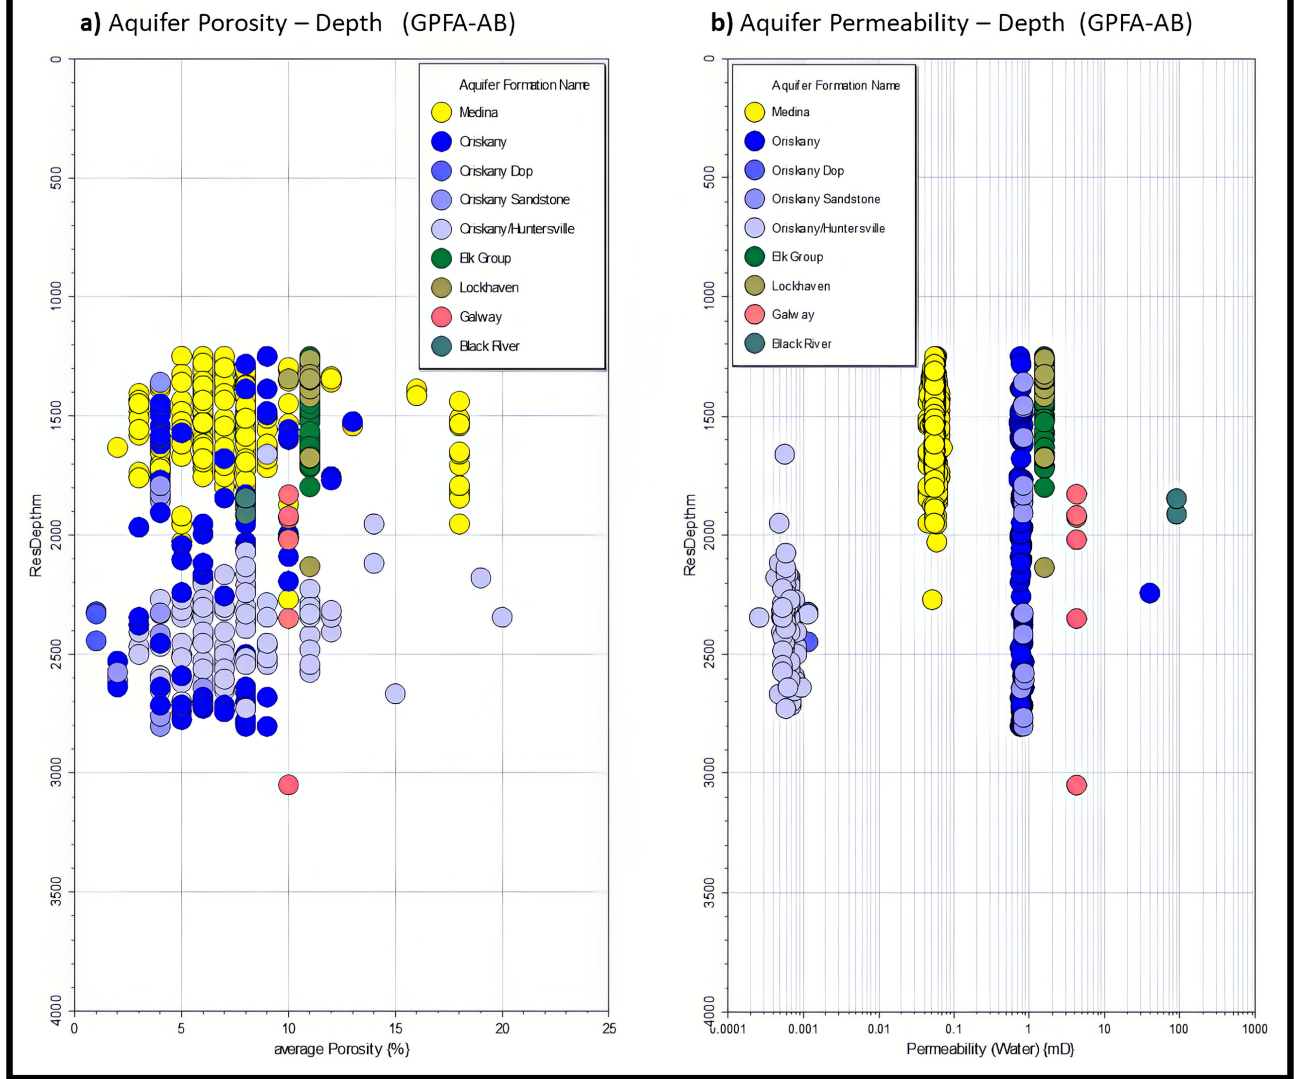 a) Aquifer Porosity – Depth (GPFA-AB)
b) Aquifer Permeability – Depth (GPFA-AB)
Aquifer Formation Name
Medina
Oriskany
Oriskany Dop
Oriskany Sandstone
Oriskany/Huntersville
Elk Group
Lockhaven
Galway
Black River
ResDepthm
0
500
1000
1500
2000
2500
3000
3500
4000
0 5 10 15 20 25
average Porosity {%}
Aquifer Formation Name
Medina
Oriskany
Oriskany Dop
Oriskany Sandstone
Oriskany/Huntersville
Elk Group
Lockhaven
Galway
Black River
ResDepthm
0
500
1000
1500
2000
2500
3000
3500
4000
0.0001 0.001 0.01 0.1 1 10 100 1000
Permeability (Water) {mD}